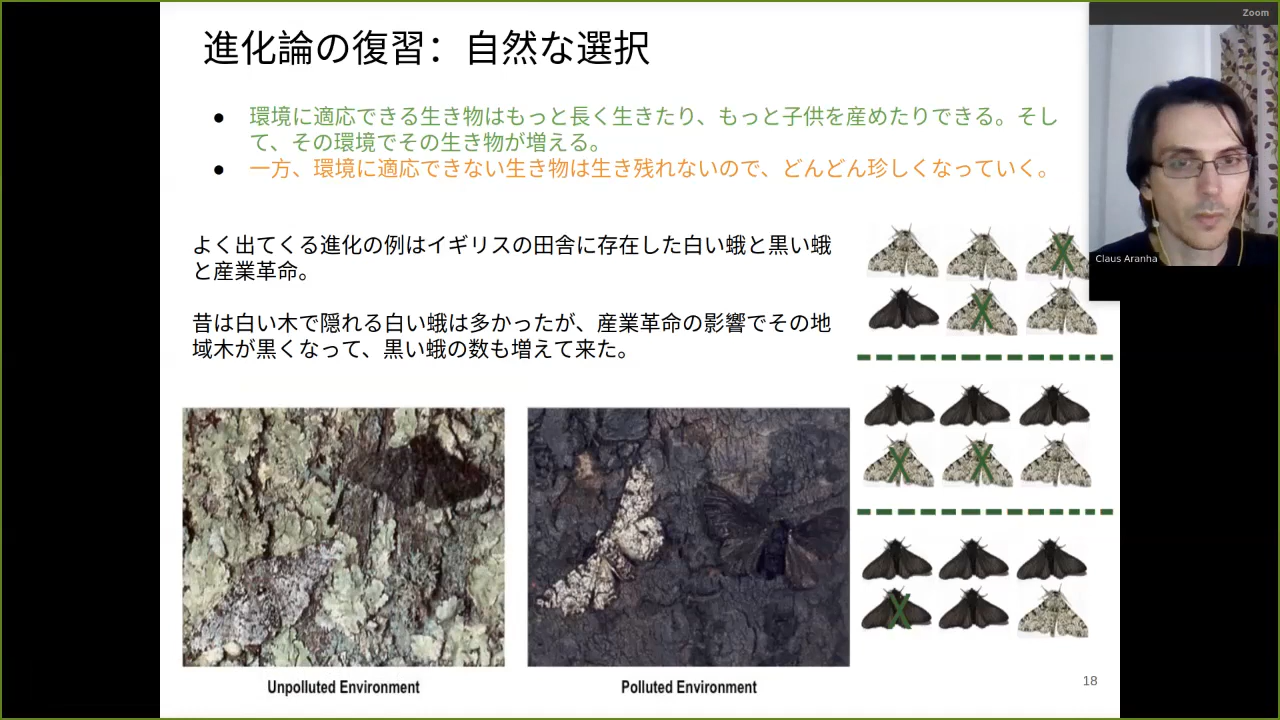 Zoom
進化論の復習：自然な選択
● 環境に適応できる生き物はもっと長く生きたり、もっと子供を産めたりできる。そし
て、その環境でその生き物が増える。
● 一方、環境に適応できない生き物は生き残れないので、どんどん珍しくなっていく。
Claus Aranha
よく出てくる進化の例はイギリスの田舎に存在した白い蛾と黒い蛾
と産業革命。
昔は白い木で隠れる白い蛾は多かったが、産業革命の影響でその地
域木が黒くなって、黒い蛾の数も増えて来た。
Unpolluted Environment
Polluted Environment
18